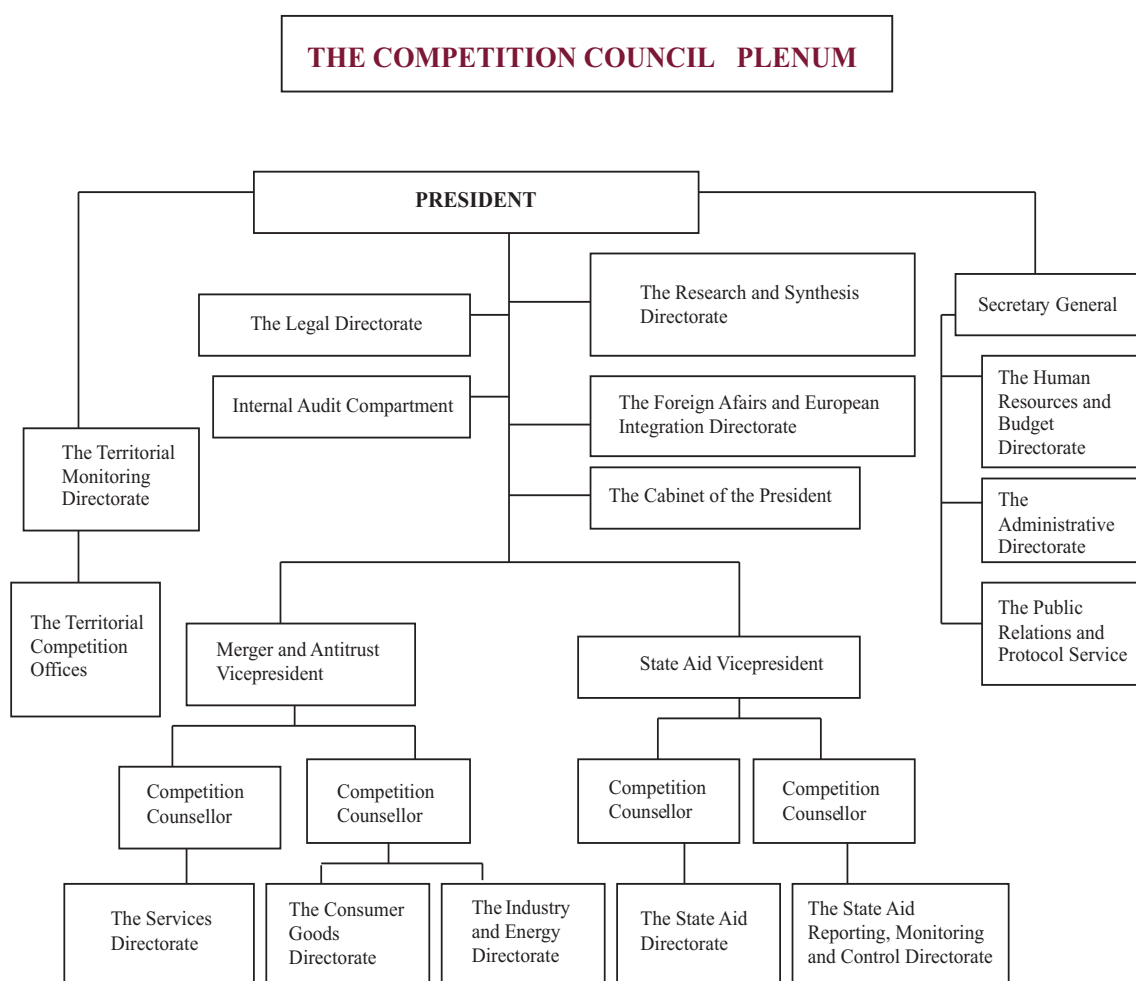 THE COMPETITION COUNCIL PLENUM
PRESIDENT
The Research and Synthesis
Directorate
The Legal Directorate
Secretary General
Internal Audit Compartment
The Foreign Afairs and European
Integration Directorate
The Human
Resources and
Budget
Directorate
The Territorial
Monitoring
Directorate
The Cabinet of the President
The
Administrative
Directorate
The Territorial
Competition
Offices
The Public
Relations and
Protocol Service
Merger and Antitrust
Vicepresident
State Aid Vicepresident
Competition
Counsellor
Competition
Counsellor
Competition
Counsellor
Competition
Counsellor
The Services
Directorate
The Consumer
Goods
Directorate
The Industry
and Energy
Directorate
The State Aid
Directorate
The State Aid
Reporting, Monitoring
and Control Directorate